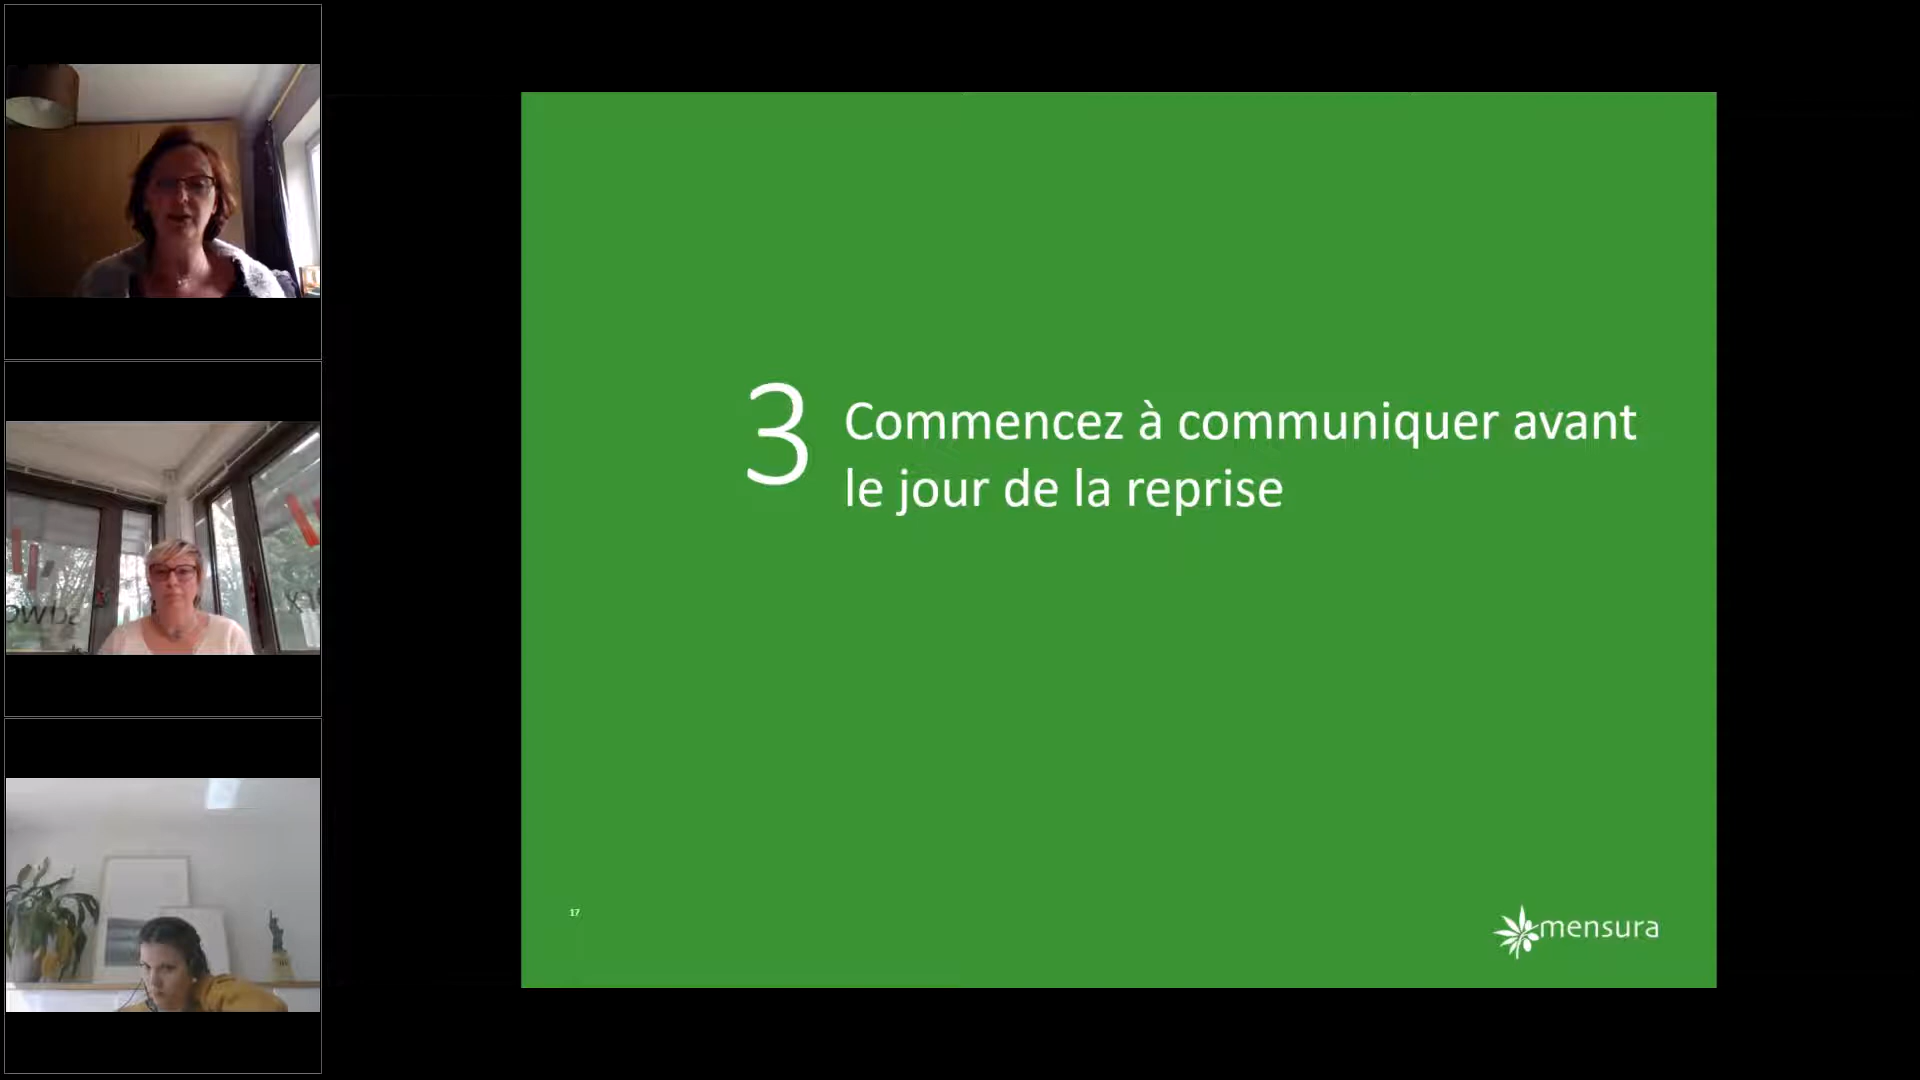 3
Commencez à communiquer avant
le jour de la reprise
17
mensura